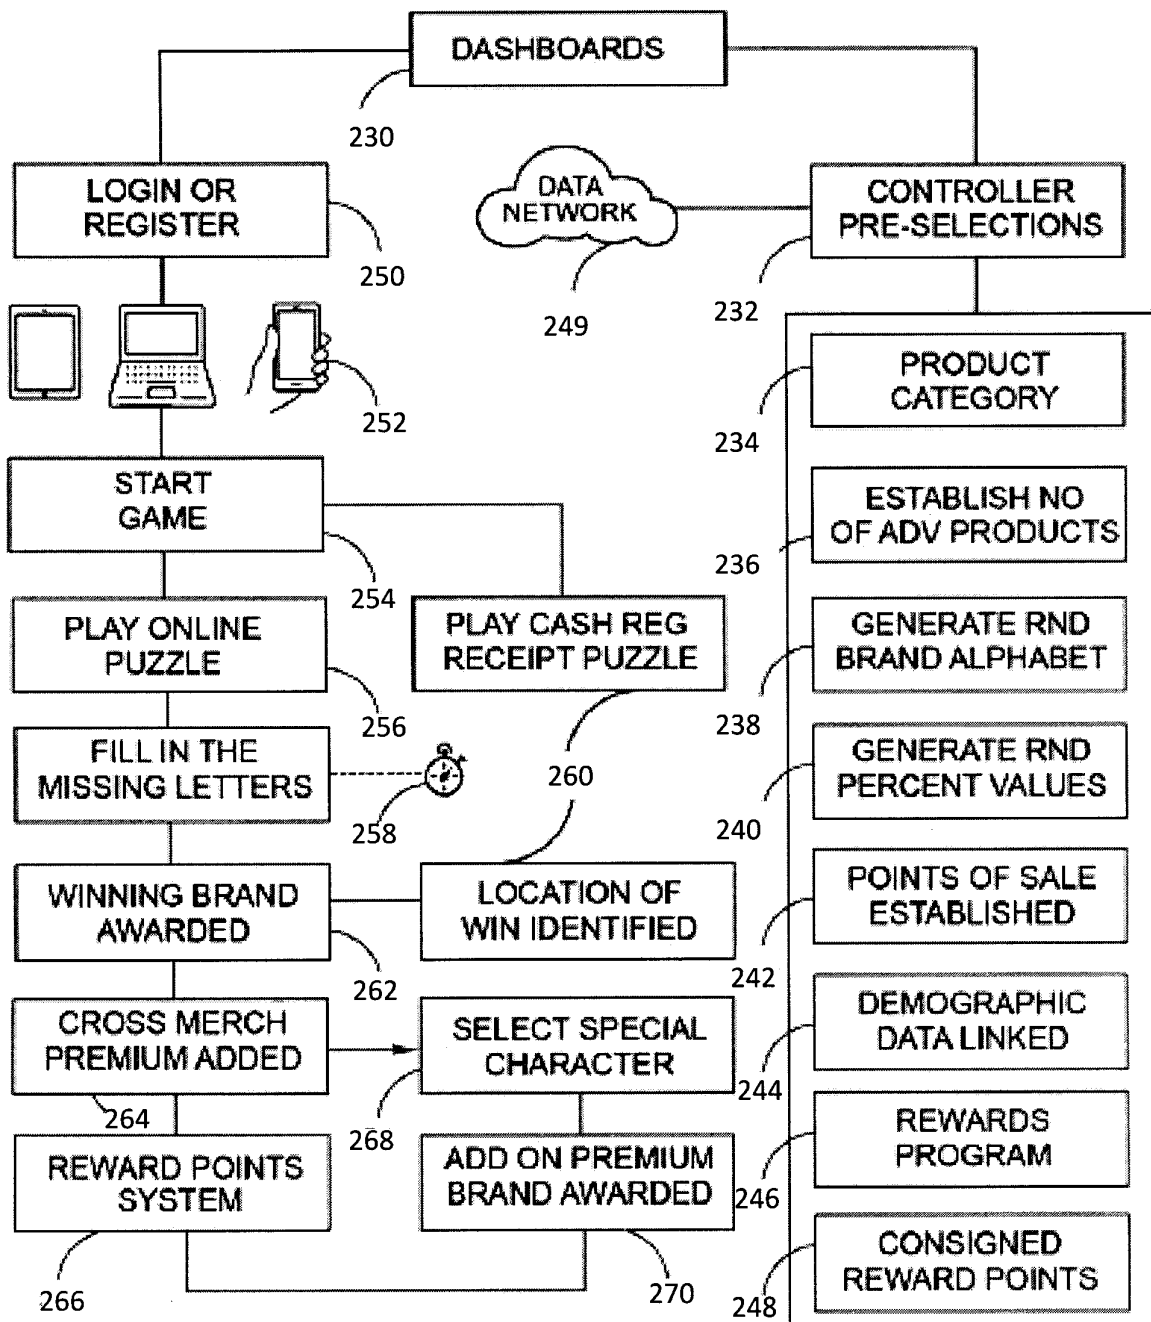 DASHBOARDS
230
LOGIN OR
REGISTER
250
DATA
NETWORK
249
CONTROLLER
PRE-SELECTIONS
232
252
PRODUCT
CATEGORY
234
START
GAME
254
ESTABLISH NO
OF ADV PRODUCTS
236
PLAY ONLINE
PUZZLE
256
PLAY CASH REG
RECEIPT PUZZLE
260
GENERATE RND
BRAND ALPHABET
238
FILL IN THE
MISSING LETTERS
258
GENERATE RND
PERCENT VALUES
240
WINNING BRAND
AWARDED
262
LOCATION OF
WIN IDENTIFIED
POINTS OF SALE
ESTABLISHED
242
CROSS MERCH
PREMIUM ADDED
264
SELECT SPECIAL
CHARACTER
268
DEMOGRAPHIC
DATA LINKED
244
REWARD POINTS
SYSTEM
266
ADD ON PREMIUM
BRAND AWARDED
270
REWARDS
PROGRAM
246
CONSIGNED
REWARD POINTS
248